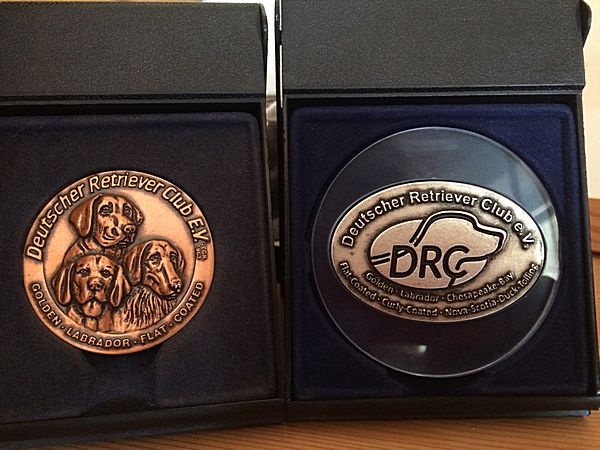 Deutscher Retriever Club E.V.
GOLDEN · LABRADOR · FLAT · COATED
Deutscher Retriever Club e.V.
DRC
Golden · Labrador · Chesapeake-Bay
Flat-Coated · Curly-Coated · Nova-Scotia-Duck-Tolling